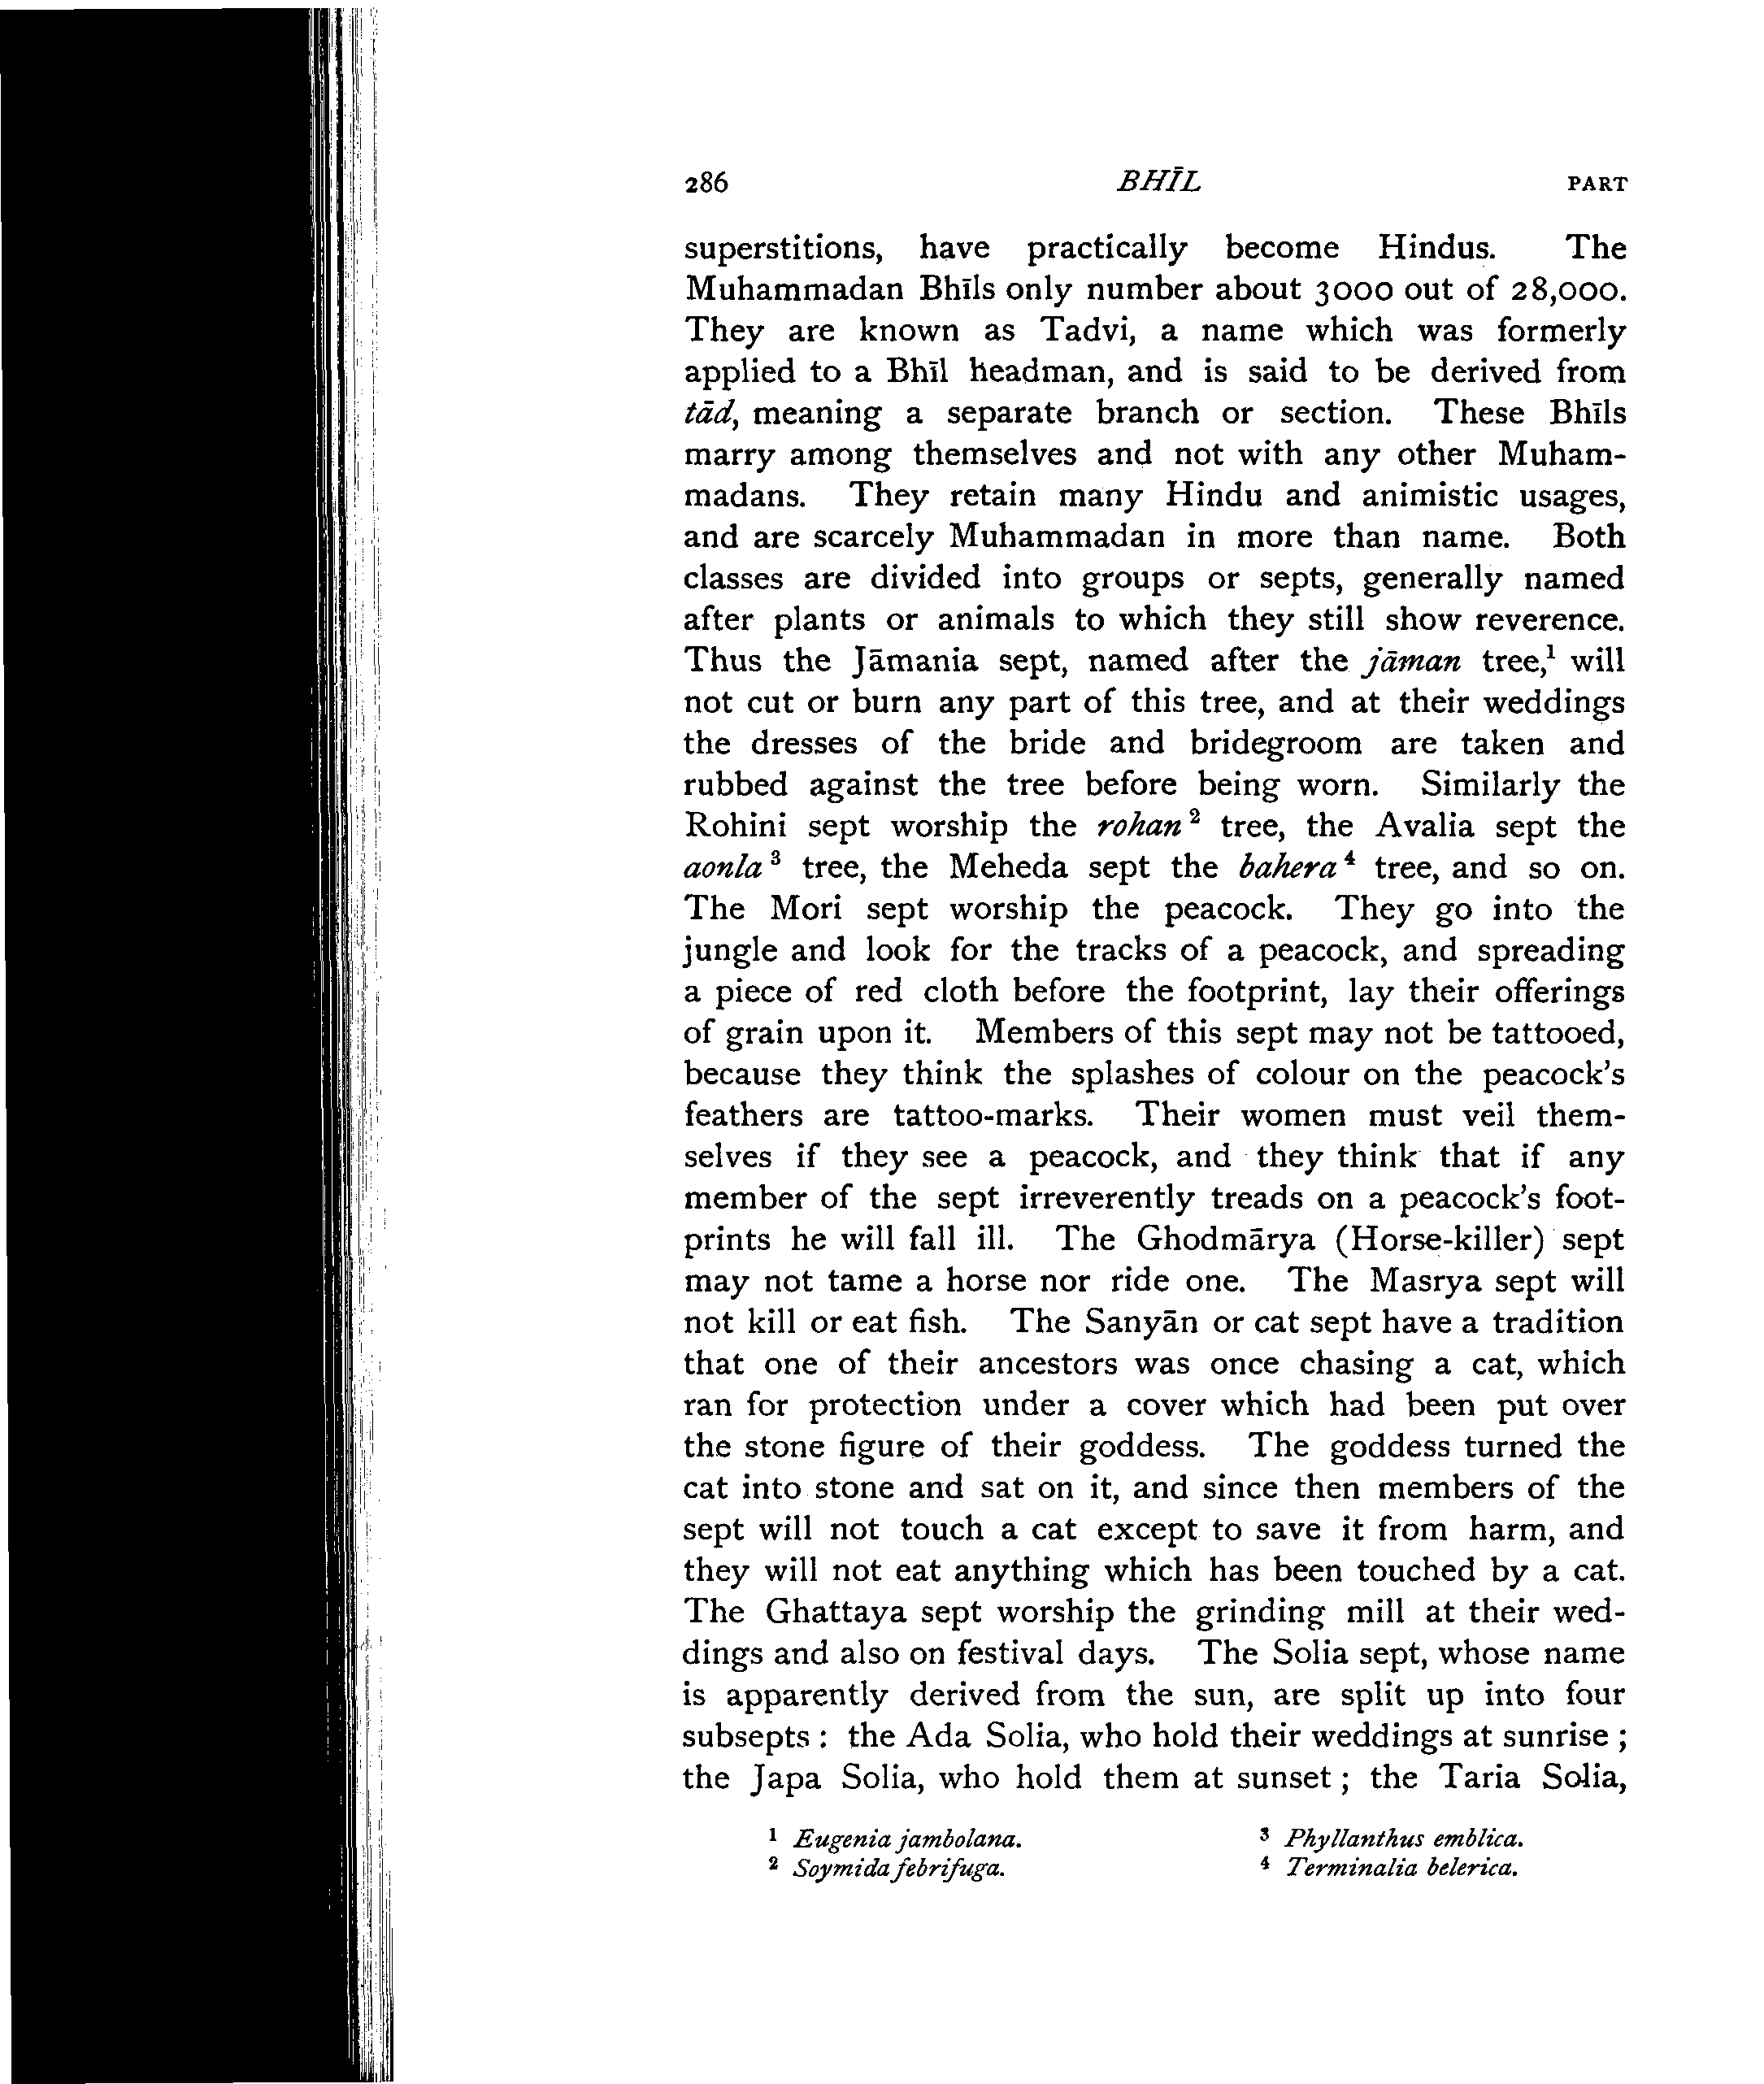 286 BHĪL PART
superstitions, have practically become Hindus. The
Muhammadan Bhīls only number about 3000 out of 28,000.
They are known as Tadvi, a name which was formerly
applied to a Bhīl headman, and is said to be derived from
tād, meaning a separate branch or section. These Bhīls
marry among themselves and not with any other Muham-
madans. They retain many Hindu and animistic usages,
and are scarcely Muhammadan in more than name. Both
classes are divided into groups or septs, generally named
after plants or animals to which they still show reverence.
Thus the Jāmania sept, named after the jāman tree,¹ will
not cut or burn any part of this tree, and at their weddings
the dresses of the bride and bridegroom are taken and
rubbed against the tree before being worn. Similarly the
Rohini sept worship the rohan² tree, the Avalia sept the
aonla³ tree, the Meheda sept the bahera⁴ tree, and so on.
The Mori sept worship the peacock. They go into the
jungle and look for the tracks of a peacock, and spreading
a piece of red cloth before the footprint, lay their offerings
of grain upon it. Members of this sept may not be tattooed,
because they think the splashes of colour on the peacock's
feathers are tattoo-marks. Their women must veil them-
selves if they see a peacock, and they think that if any
member of the sept irreverently treads on a peacock's foot-
prints he will fall ill. The Ghodmārya (Horse-killer) sept
may not tame a horse nor ride one. The Masrya sept will
not kill or eat fish. The Sanyān or cat sept have a tradition
that one of their ancestors was once chasing a cat, which
ran for protection under a cover which had been put over
the stone figure of their goddess. The goddess turned the
cat into stone and sat on it, and since then members of the
sept will not touch a cat except to save it from harm, and
they will not eat anything which has been touched by a cat.
The Ghattaya sept worship the grinding mill at their wed-
dings and also on festival days. The Solia sept, whose name
is apparently derived from the sun, are split up into four
subsepts : the Ada Solia, who hold their weddings at sunrise ;
the Japa Solia, who hold them at sunset ; the Taria Solia,
¹ Eugenia jambolana.
² Soymida febrifuga.
³ Phyllanthus emblica.
⁴ Terminalia belerica.